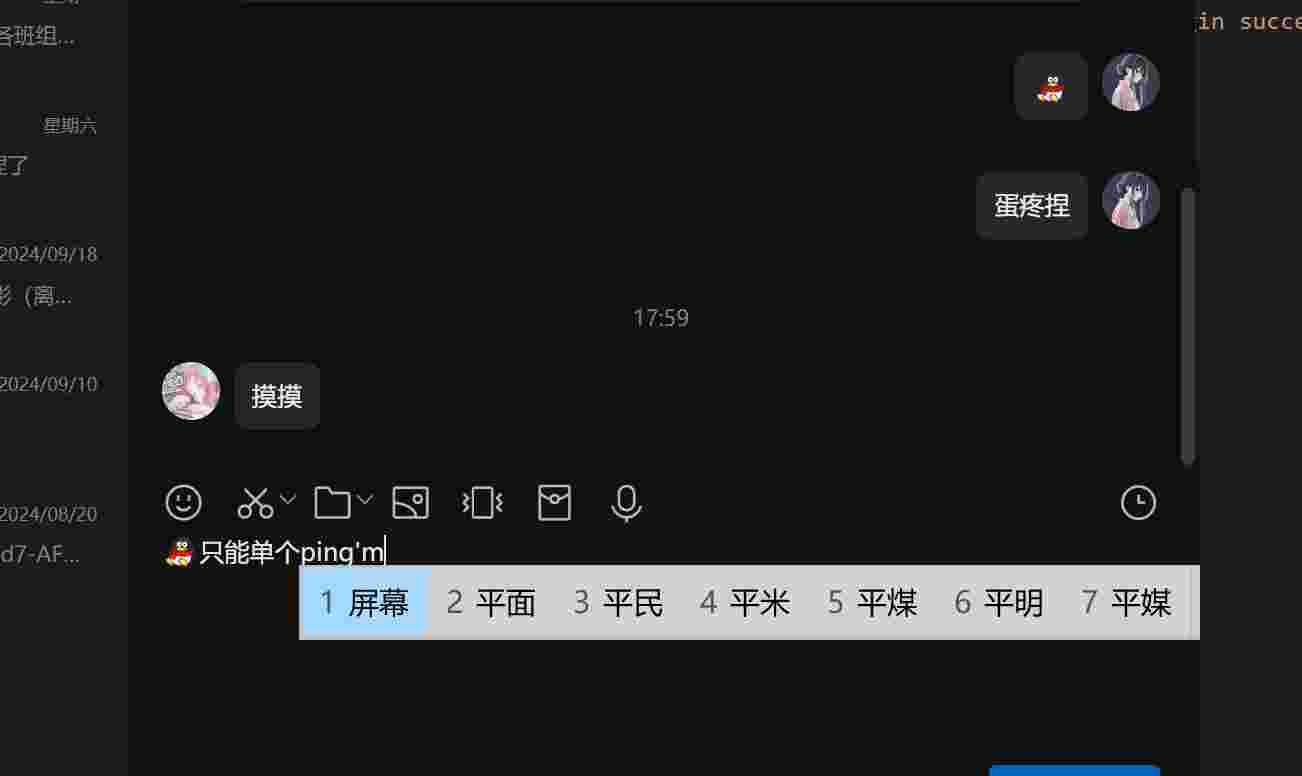 各班组...
星期六
捏了
2024/09/18
影（离...
2024/09/10
2024/08/20
d7-AF...
in succe
蛋疼捏
17:59
摸摸
只能单个ping'm
1 屏幕 2 平面 3 平民 4 平米 5 平煤 6 平明 7 平媒